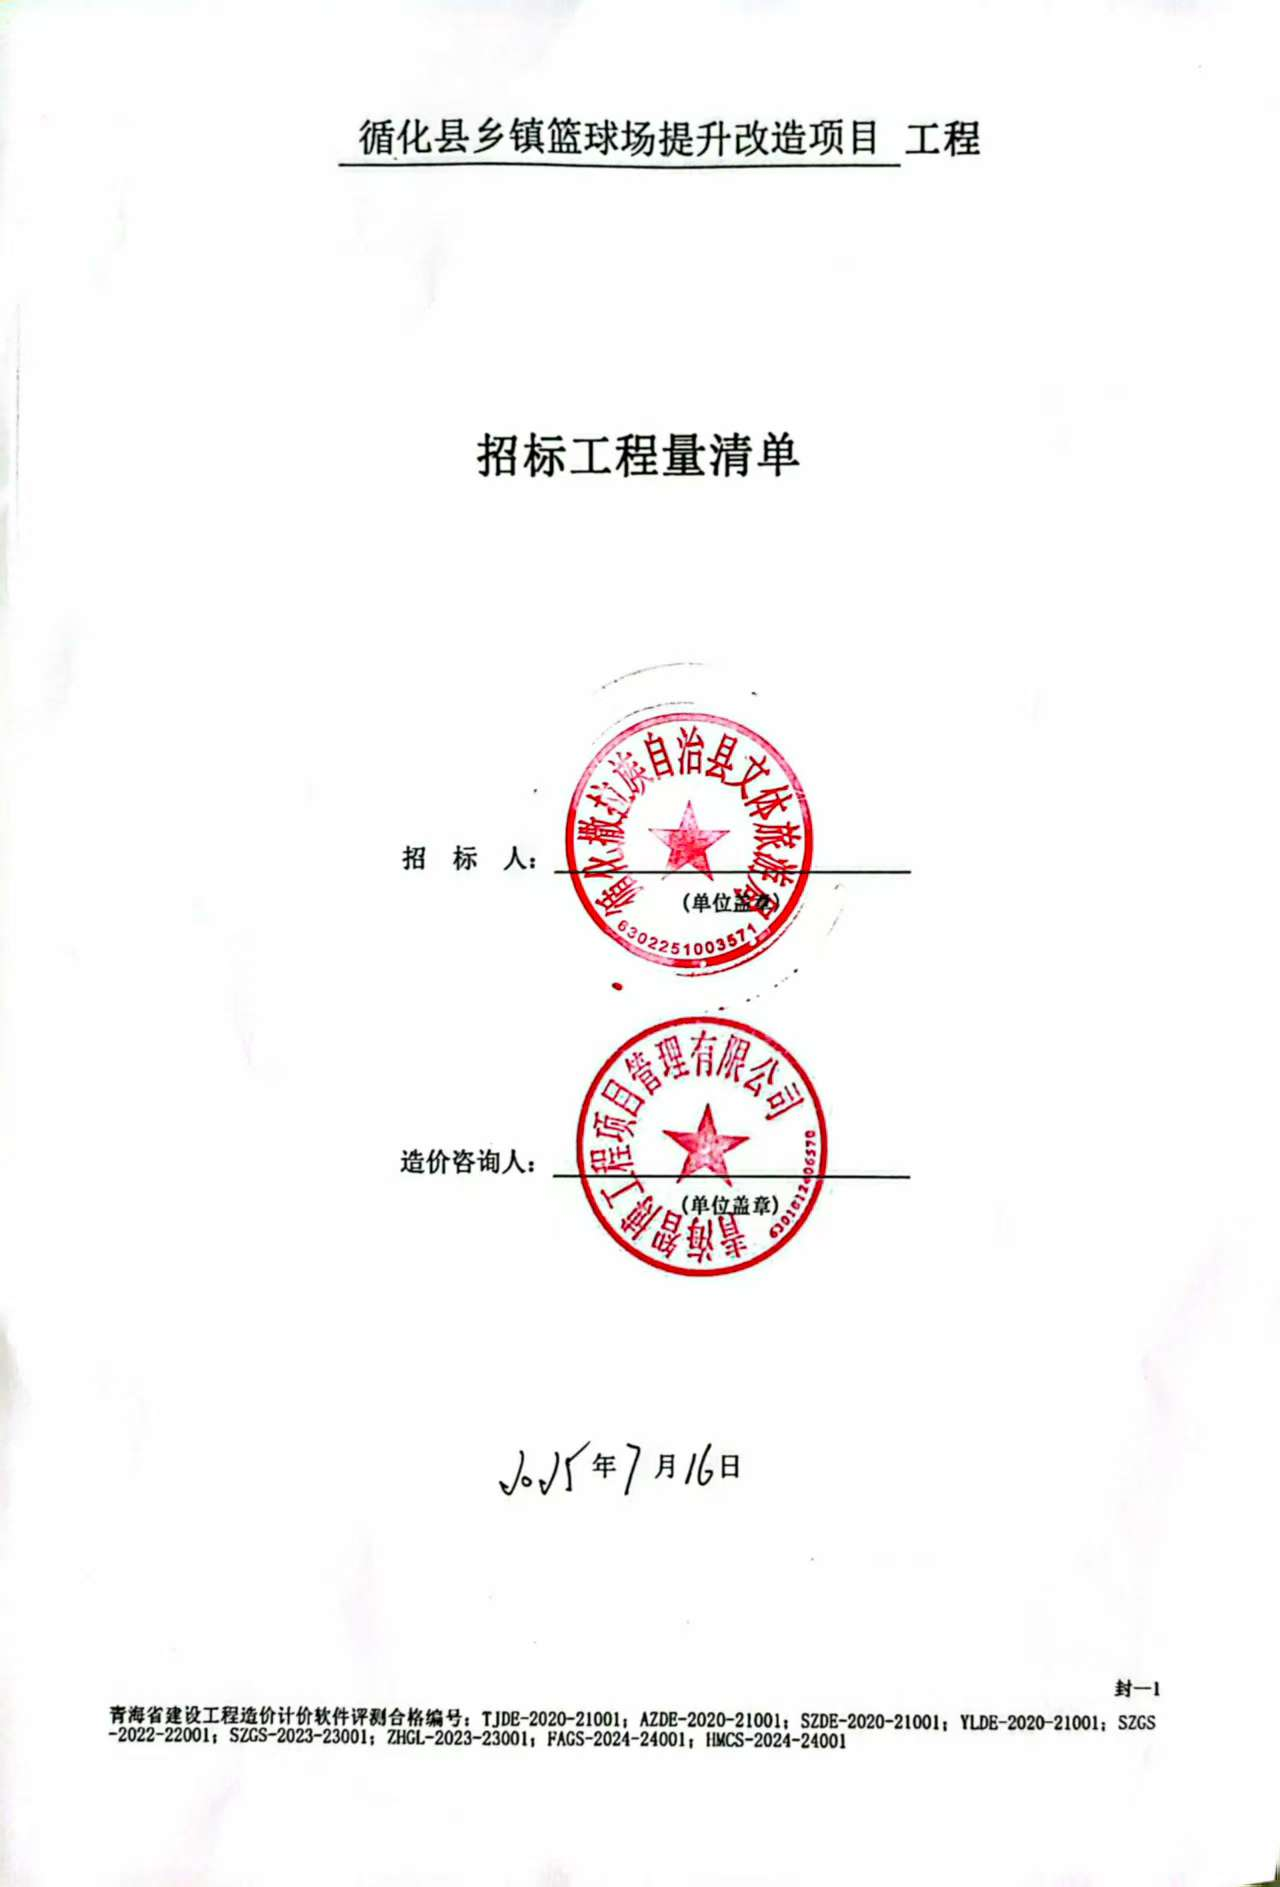 循化县乡镇篮球场提升改造项目 工程
招标工程量清单
循化撒拉族自治县文体旅游局
招 标 人：
（单位盖章）
6302251003571
青海智博工程项目管理有限公司
造价咨询人：
（单位盖章）
2025年7月16日
封—1
青海省建设工程造价计价软件评测合格编号：TJDE-2020-21001；AZDE-2020-21001；SZDE-2020-21001；YLDE-2020-21001；SZGS
-2022-22001；SZGS-2023-23001；ZHGL-2023-23001；FAGS-2024-24001；HMCS-2024-24001